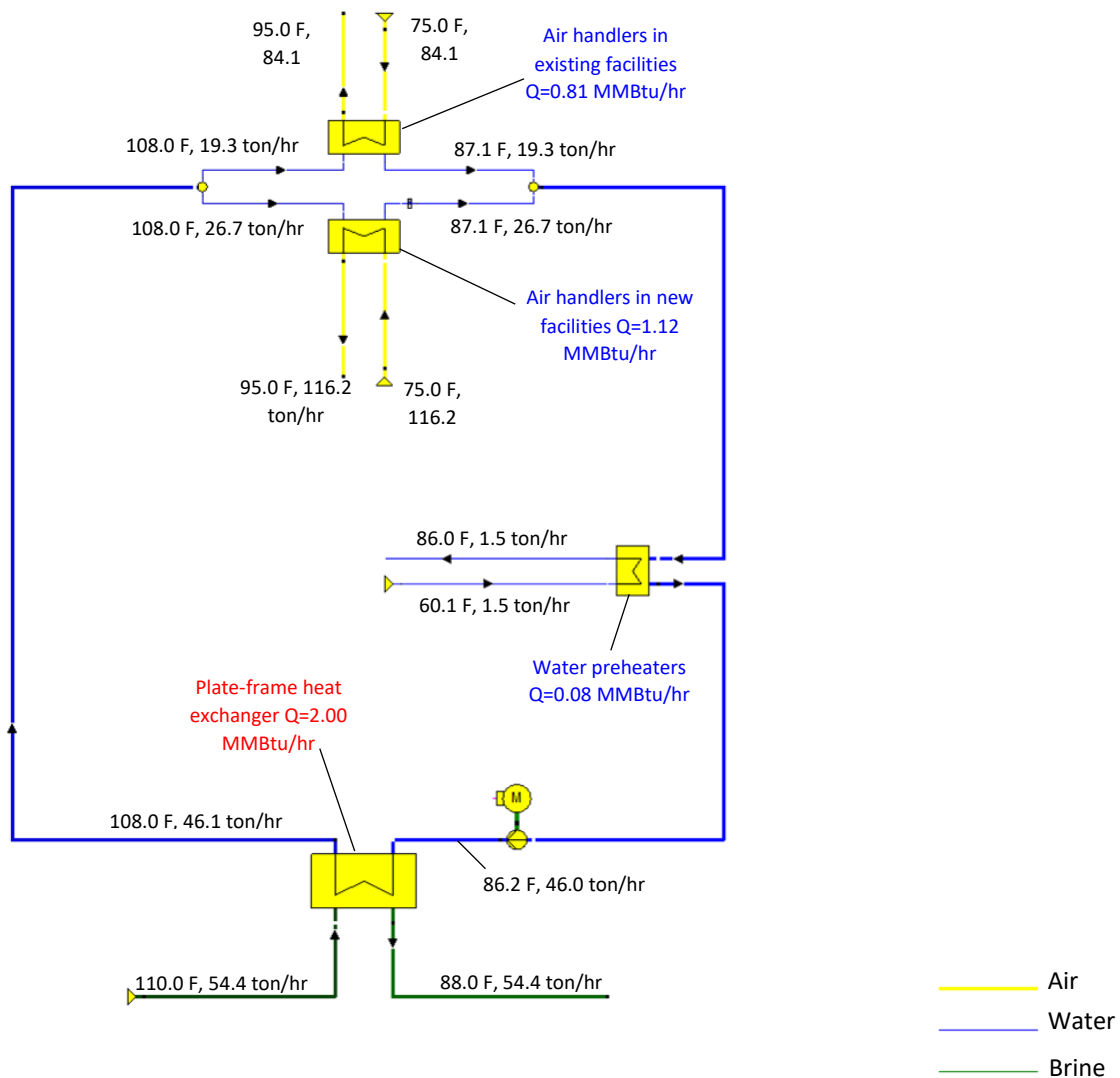 95.0 F,
84.1
75.0 F,
84.1
Air handlers in
existing facilities
Q=0.81 MMBtu/hr
108.0 F, 19.3 ton/hr
87.1 F, 19.3 ton/hr
108.0 F, 26.7 ton/hr
87.1 F, 26.7 ton/hr
Air handlers in new
facilities Q=1.12
MMBtu/hr
95.0 F, 116.2
ton/hr
75.0 F,
116.2
86.0 F, 1.5 ton/hr
60.1 F, 1.5 ton/hr
Water preheaters
Q=0.08 MMBtu/hr
Plate-frame heat
exchanger Q=2.00
MMBtu/hr
M
108.0 F, 46.1 ton/hr
86.2 F, 46.0 ton/hr
110.0 F, 54.4 ton/hr
88.0 F, 54.4 ton/hr
Air
Water
Brine